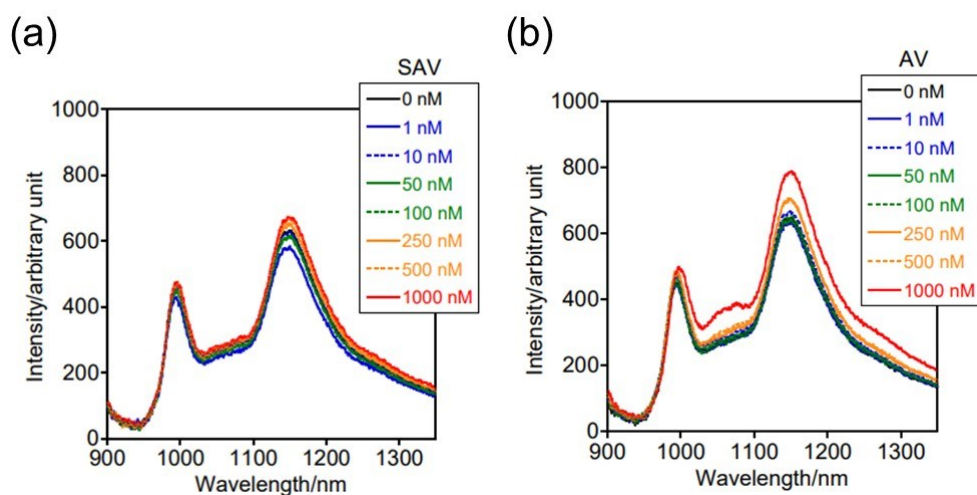 (a)
SAV
0 nM
1 nM
10 nM
50 nM
100 nM
250 nM
500 nM
1000 nM
1000
800
600
400
200
0
900 1000 1100 1200 1300
Intensity/arbitrary unit
Wavelength/nm
(b)
AV
0 nM
1 nM
10 nM
50 nM
100 nM
250 nM
500 nM
1000 nM
1000
800
600
400
200
0
900 1000 1100 1200 1300
Intensity/arbitrary unit
Wavelength/nm